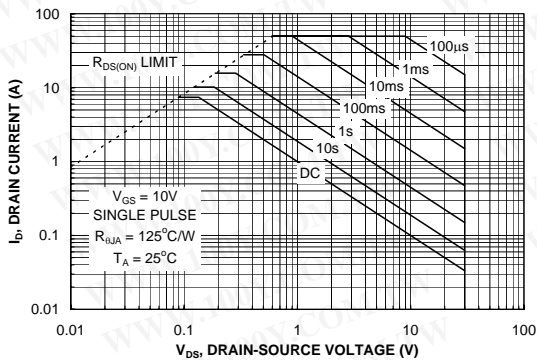 100
10
1
0.1
0.01
I_D, DRAIN CURRENT (A)
R_DS(ON) LIMIT
100µs
1ms
10ms
100ms
1s
10s
DC
V_GS = 10V
SINGLE PULSE
R_θJA = 125°C/W
T_A = 25°C
0.01
0.1
1
10
100
V_DS, DRAIN-SOURCE VOLTAGE (V)